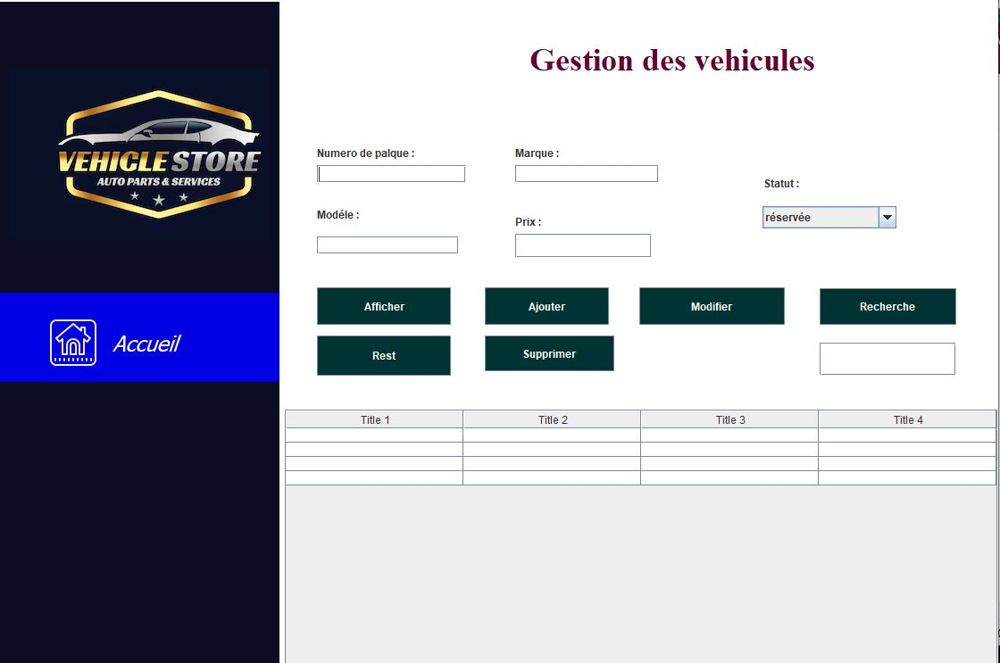 Gestion des vehicules
VEHICLE STORE
AUTO PARTS & SERVICES
Accueil
Numero de palque :
Marque :
Statut :
réservée
Modéle :
Prix :
Afficher
Ajouter
Modifier
Recherche
Rest
Supprimer
Title 1 Title 2 Title 3 Title 4